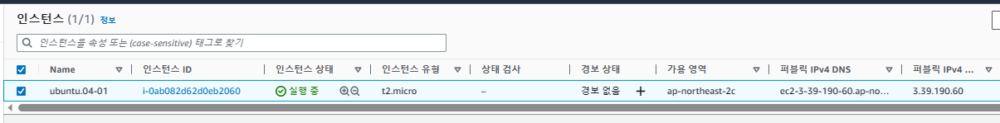 인스턴스 (1/1) 정보
인스턴스을 속성 또는 (case-sensitive) 태그로 찾기
Name 인스턴스 ID 인스턴스 상태 인스턴스 유형 상태 검사 경보 상태 가용 영역 퍼블릭 IPv4 DNS 퍼블릭 IPv4 ...
ubuntu.04-01 i-0ab082d62d0eb2060 실행 중 t2.micro – 경보 없음 + ap-northeast-2c ec2-3-39-190-60.ap-no... 3.39.190.60